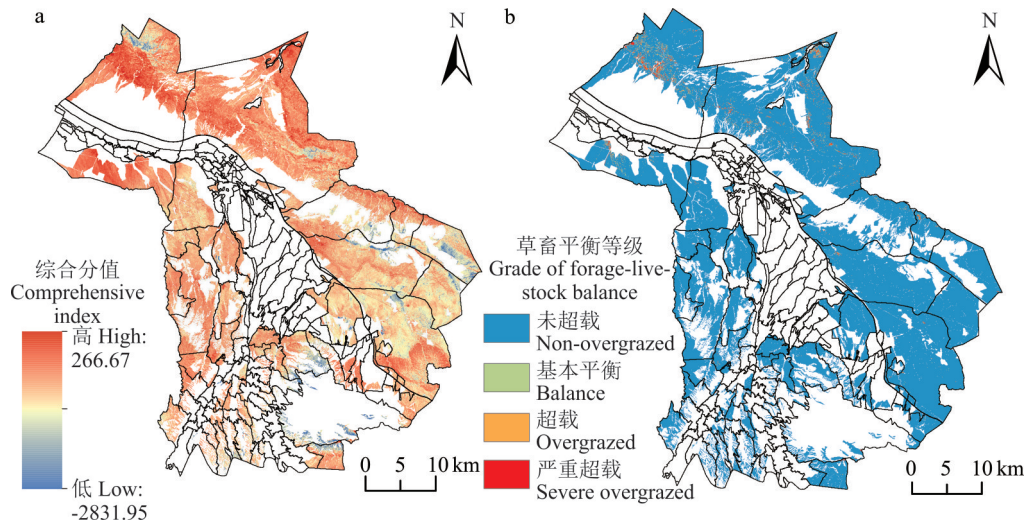 a
N
综合分值
Comprehensive
index
高 High:
266.67
低 Low:
-2831.95
0 5 10 km
b
N
草畜平衡等级
Grade of forage-live-
stock balance
未超载
Non-overgrazed
基本平衡
Balance
超载
Overgrazed
严重超载
Severe overgrazed
0 5 10 km